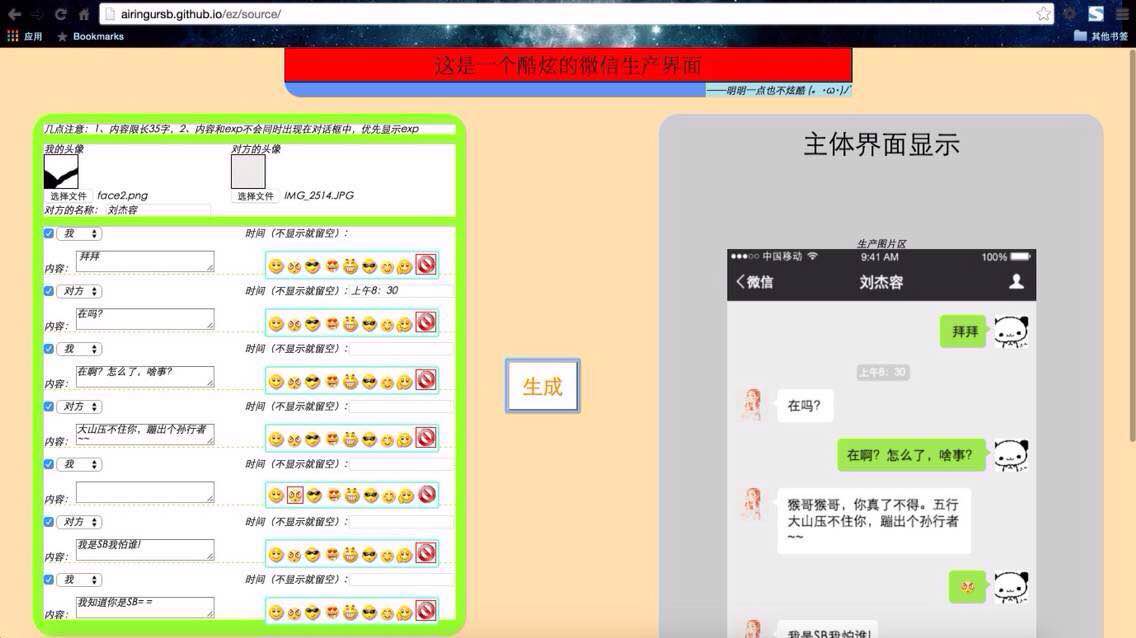 airingursb.github.io/ez/source/
应用 Bookmarks 其他书签
这是一个酷炫的微信生产界面
——明明一点也不炫酷 (。·ω·)/
几点注意：1、内容限长35字，2、内容和exp不会同时出现在对话框中，优先显示exp
我的头像 对方的头像
选择文件 face2.png 选择文件 IMG_2514.JPG
对方的名称： 刘杰容
我 时间（不显示就留空）：
内容： 拜拜
对方 时间（不显示就留空）：上午8：30
内容： 在吗?
我 时间（不显示就留空）：
内容： 在啊？怎么了，啥事?
对方 时间（不显示就留空）：
大山压不住你，蹦出个孙行者
内容： ~~
我 时间（不显示就留空）：
内容：
对方 时间（不显示就留空）：
内容： 我是SB我怕谁!
我 时间（不显示就留空）：
内容： 我知道你是SB= =
生成
主体界面显示
生产图片区
中国移动 9:41 AM 100%
微信 刘杰容
拜拜
上午8：30
在吗?
在啊？怎么了，啥事?
猴哥猴哥，你真了不得。五行
大山压不住你，蹦出个孙行者
~~
我是SB我怕谁!